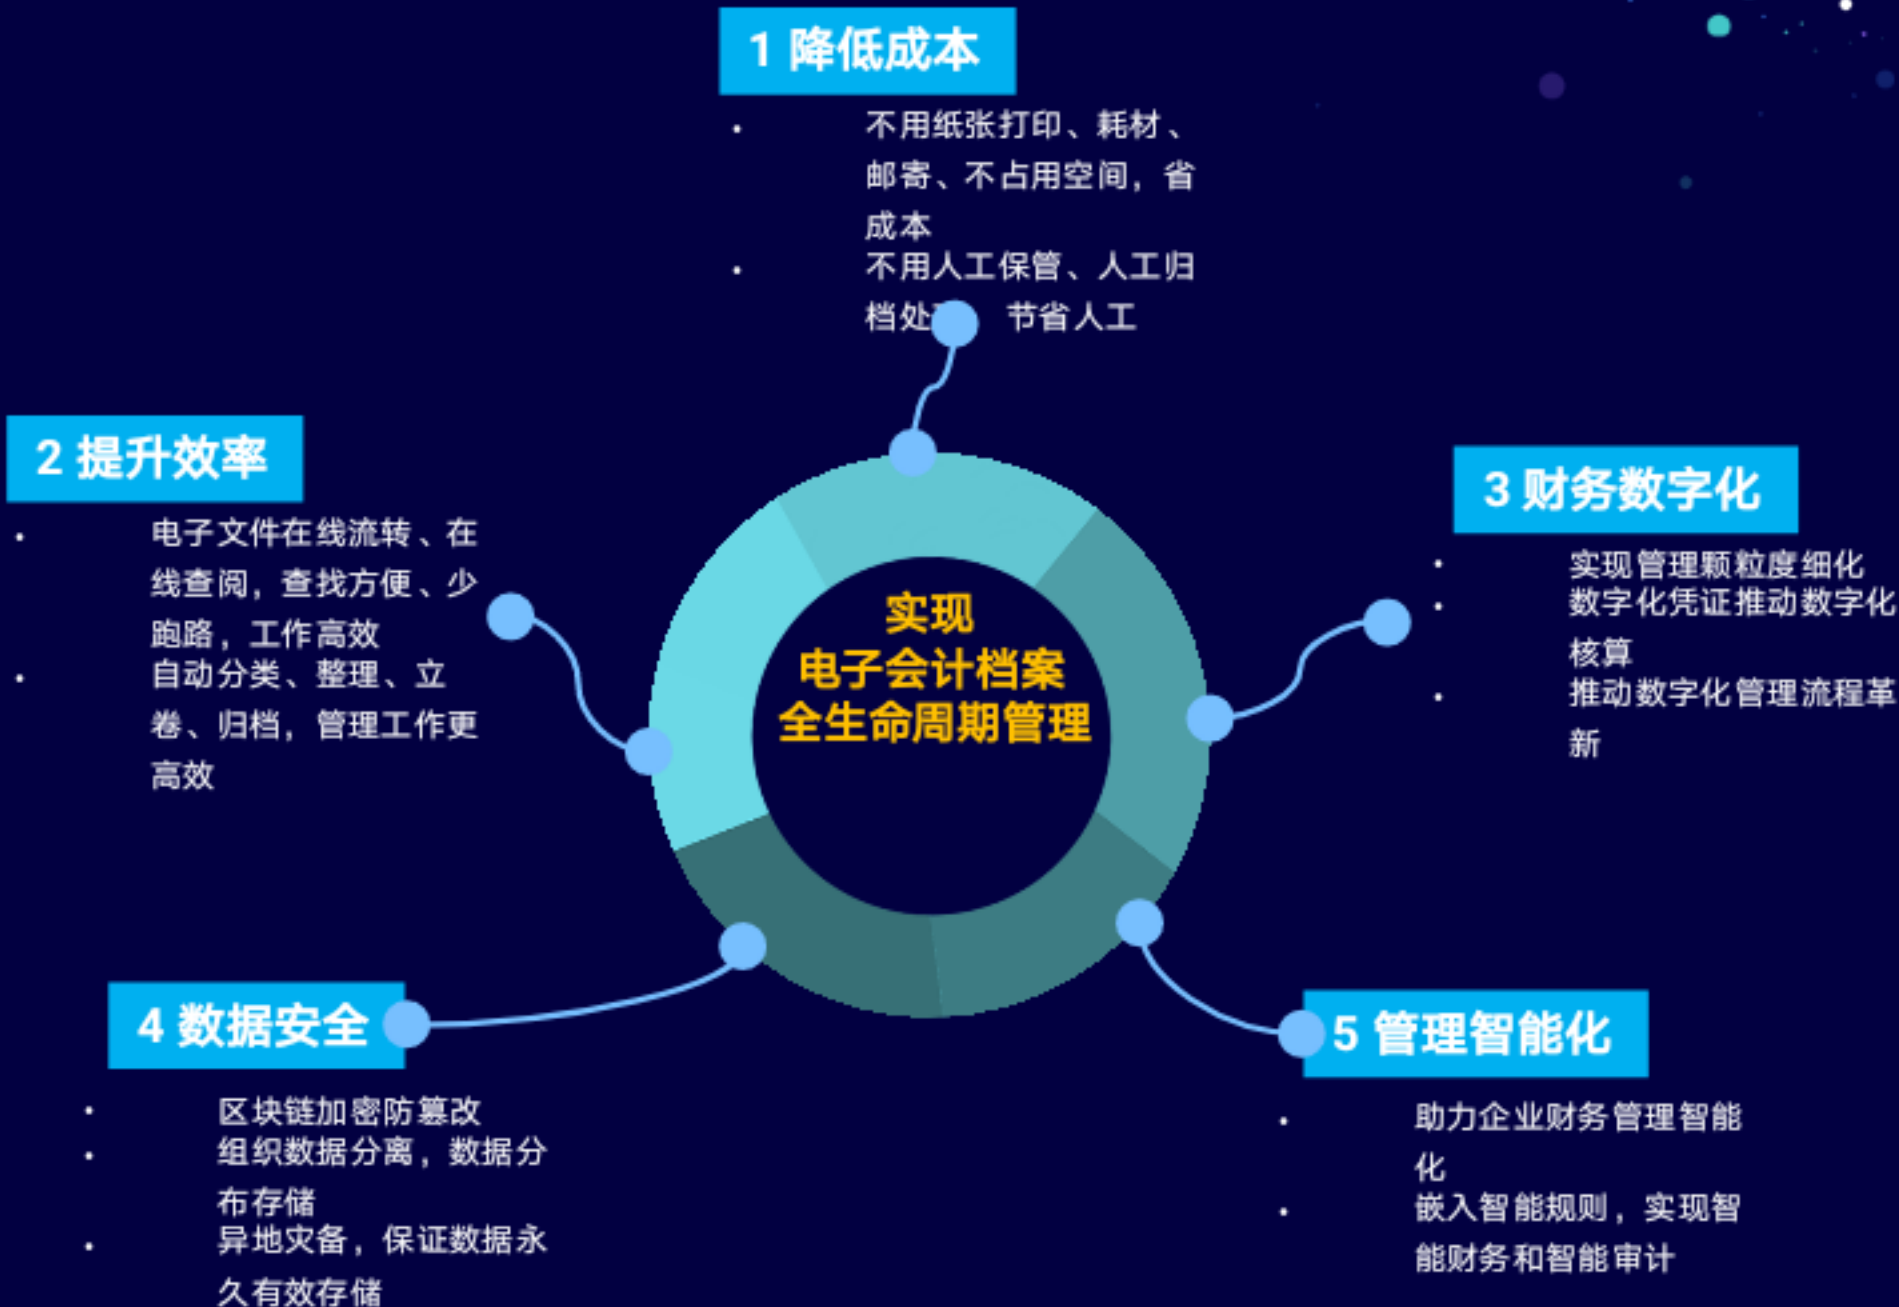 1 降低成本
• 不用纸张打印、耗材、
邮寄、不占用空间，省
成本
• 不用人工保管、人工归
档处 节省人工
2 提升效率
• 电子文件在线流转、在
线查阅，查找方便、少
跑路，工作高效
• 自动分类、整理、立
卷、归档，管理工作更
高效
3 财务数字化
• 实现管理颗粒度细化
• 数字化凭证推动数字化
核算
• 推动数字化管理流程革
新
实现
电子会计档案
全生命周期管理
4 数据安全
• 区块链加密防篡改
• 组织数据分离，数据分
布存储
• 异地灾备，保证数据永
久有效存储
5 管理智能化
• 助力企业财务管理智能
化
• 嵌入智能规则，实现智
能财务和智能审计